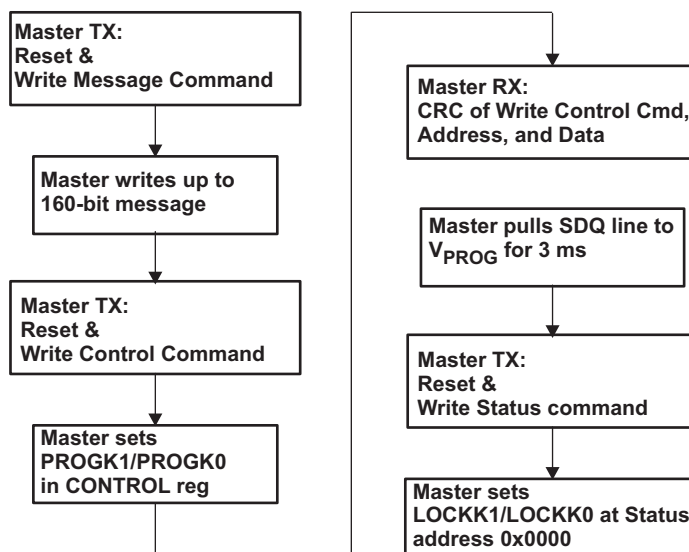 Master TX:
Reset &
Write Message Command
Master writes up to
160-bit message
Master TX:
Reset &
Write Control Command
Master sets
PROGK1/PROGK0
in CONTROL reg
Master RX:
CRC of Write Control Cmd,
Address, and Data
Master pulls SDQ line to
VPROG for 3 ms
Master TX:
Reset &
Write Status command
Master sets
LOCKK1/LOCKK0 at Status
address 0x0000